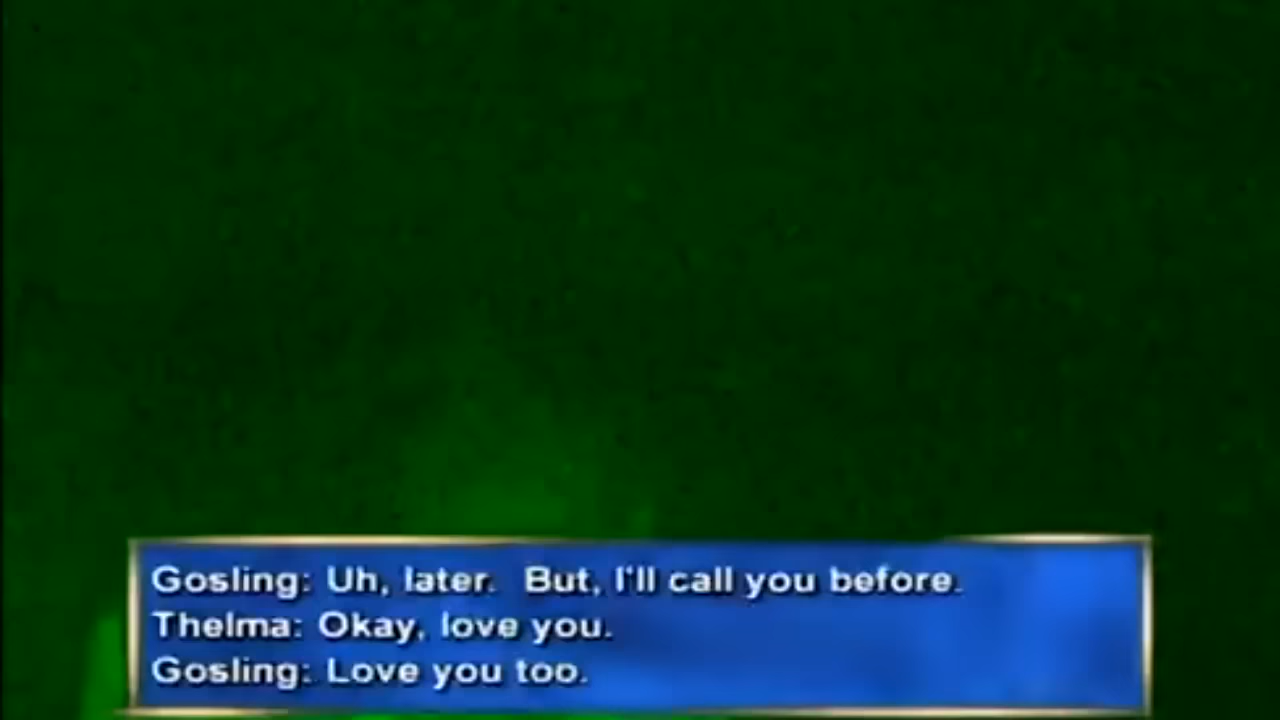 Gosling: Uh, later. But, I'll call you before.
Thelma: Okay, love you.
Gosling: Love you too.